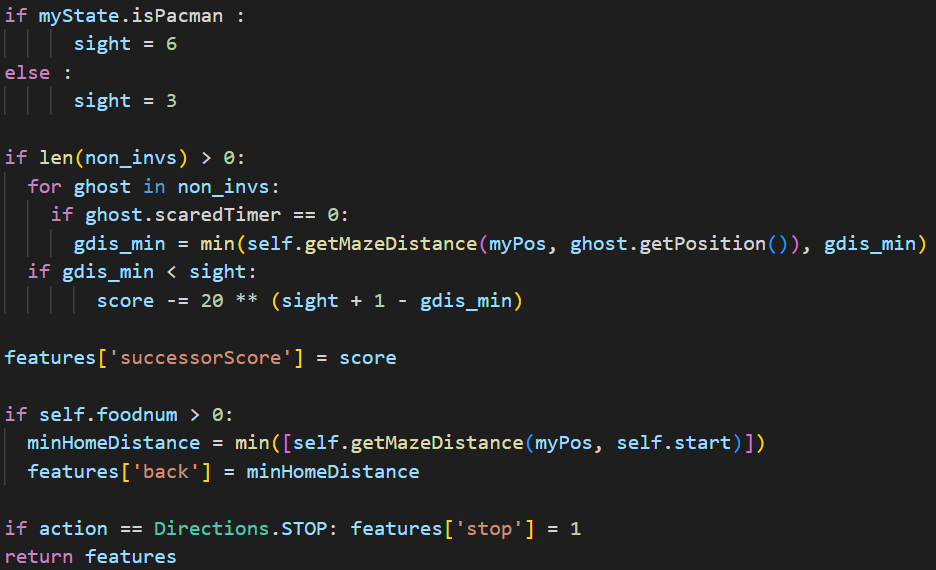 if myState.isPacman :
sight = 6
else :
sight = 3
if len(non_invs) > 0:
for ghost in non_invs:
if ghost.scaredTimer == 0:
gdis_min = min(self.getMazeDistance(myPos, ghost.getPosition()), gdis_min)
if gdis_min < sight:
score -= 20 ** (sight + 1 - gdis_min)
features['successorScore'] = score
if self.foodnum > 0:
minHomeDistance = min([self.getMazeDistance(myPos, self.start)])
features['back'] = minHomeDistance
if action == Directions.STOP: features['stop'] = 1
return features